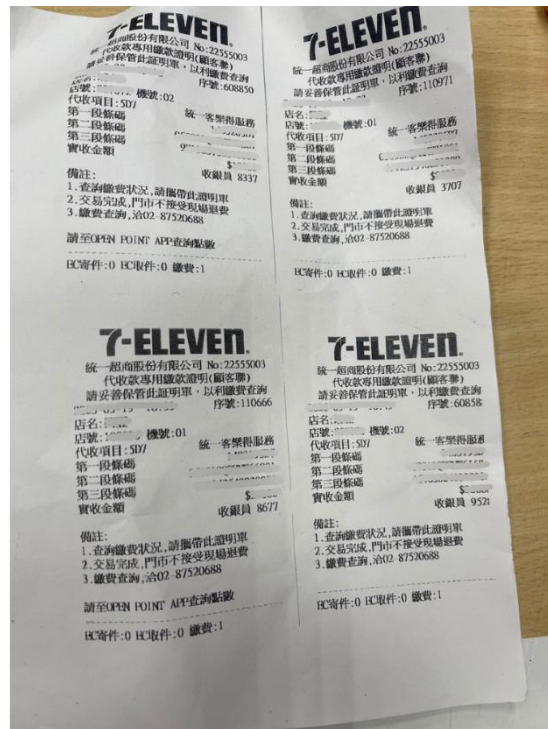 7-ELEVEN.
統一超商股份有限公司 No:22555003
代收款專用繳款證明(顧客聯)
請妥善保管此証明單,以利繳費查詢
序號:608850
店名:
店號: 機號:02
代收項目:5D7 統一客樂得服務
第一段條碼
第二段條碼
第三段條碼
實收金額 $
收銀員 8337
備註:
1.查詢繳費狀況,請攜帶此證明單
2.交易完成,門市不接受現場退費
3.繳費查詢,洽02-87520688
請至OPEN POINT APP查詢點數
EC寄件:0 EC取件:0 繳費:1
7-ELEVEN.
統一超商股份有限公司 No:22555003
代收款專用繳款證明(顧客聯)
請妥善保管此証明單,以利繳費查詢
序號:110971
店名:
店號: 機號:01
代收項目:5D7 統一客樂得服務
第一段條碼
第二段條碼
第三段條碼
實收金額 $
收銀員 3707
備註:
1.查詢繳費狀況,請攜帶此證明單
2.交易完成,門市不接受現場退費
3.繳費查詢,洽02-87520688
EC寄件:0 EC取件:0 繳費:1
7-ELEVEN.
統一超商股份有限公司 No:22555003
代收款專用繳款證明(顧客聯)
請妥善保管此証明單,以利繳費查詢
序號:110666
店名:
店號: 機號:01
代收項目:5D7 統一客樂得服務
第一段條碼
第二段條碼
第三段條碼
實收金額 $
收銀員 8677
備註:
1.查詢繳費狀況,請攜帶此證明單
2.交易完成,門市不接受現場退費
3.繳費查詢,洽02-87520688
請至OPEN POINT APP查詢點數
EC寄件:0 EC取件:0 繳費:1
7-ELEVEN.
統一超商股份有限公司 No:22555003
代收款專用繳款證明(顧客聯)
請妥善保管此証明單,以利繳費查詢
序號:60858
店名:
店號: 機號:02
代收項目:5D7 統一客樂得服務
第一段條碼
第二段條碼
第三段條碼
實收金額 $
收銀員 952
備註:
1.查詢繳費狀況,請攜帶此證明單
2.交易完成,門市不接受現場退費
3.繳費查詢,洽02-87520688
EC寄件:0 EC取件:0 繳費:1